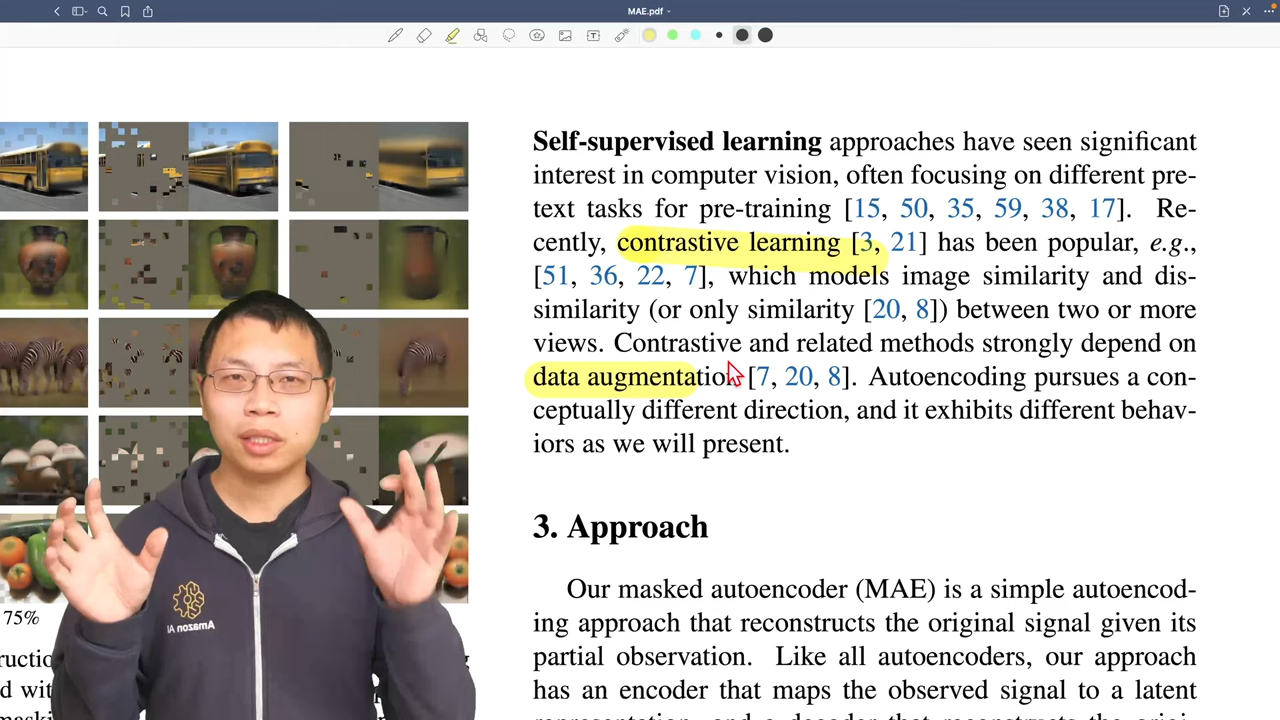 MAE.pdf
Self-supervised learning approaches have seen significant
interest in computer vision, often focusing on different pre-
text tasks for pre-training [15, 50, 35, 59, 38, 17]. Re-
cently, contrastive learning [3, 21] has been popular, e.g.,
[51, 36, 22, 7], which models image similarity and dis-
similarity (or only similarity [20, 8]) between two or more
views. Contrastive and related methods strongly depend on
data augmentation [7, 20, 8]. Autoencoding pursues a con-
ceptually different direction, and it exhibits different behav-
iors as we will present.
3. Approach
Our masked autoencoder (MAE) is a simple autoencod-
ing approach that reconstructs the original signal given its
partial observation. Like all autoencoders, our approach
has an encoder that maps the observed signal to a latent
75%
Amazon AI